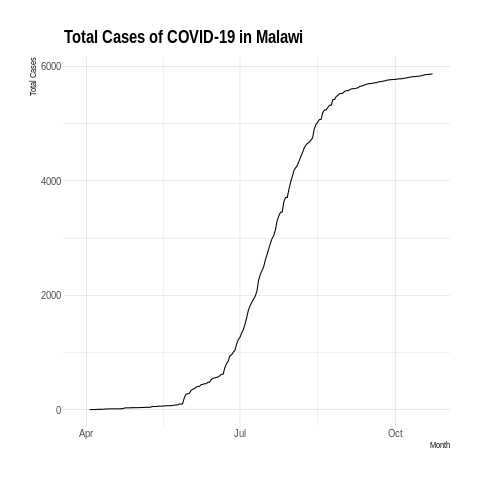 Total Cases of COVID-19 in Malawi
Total Cases
6000
4000
2000
0
Apr
Jul
Oct
Month